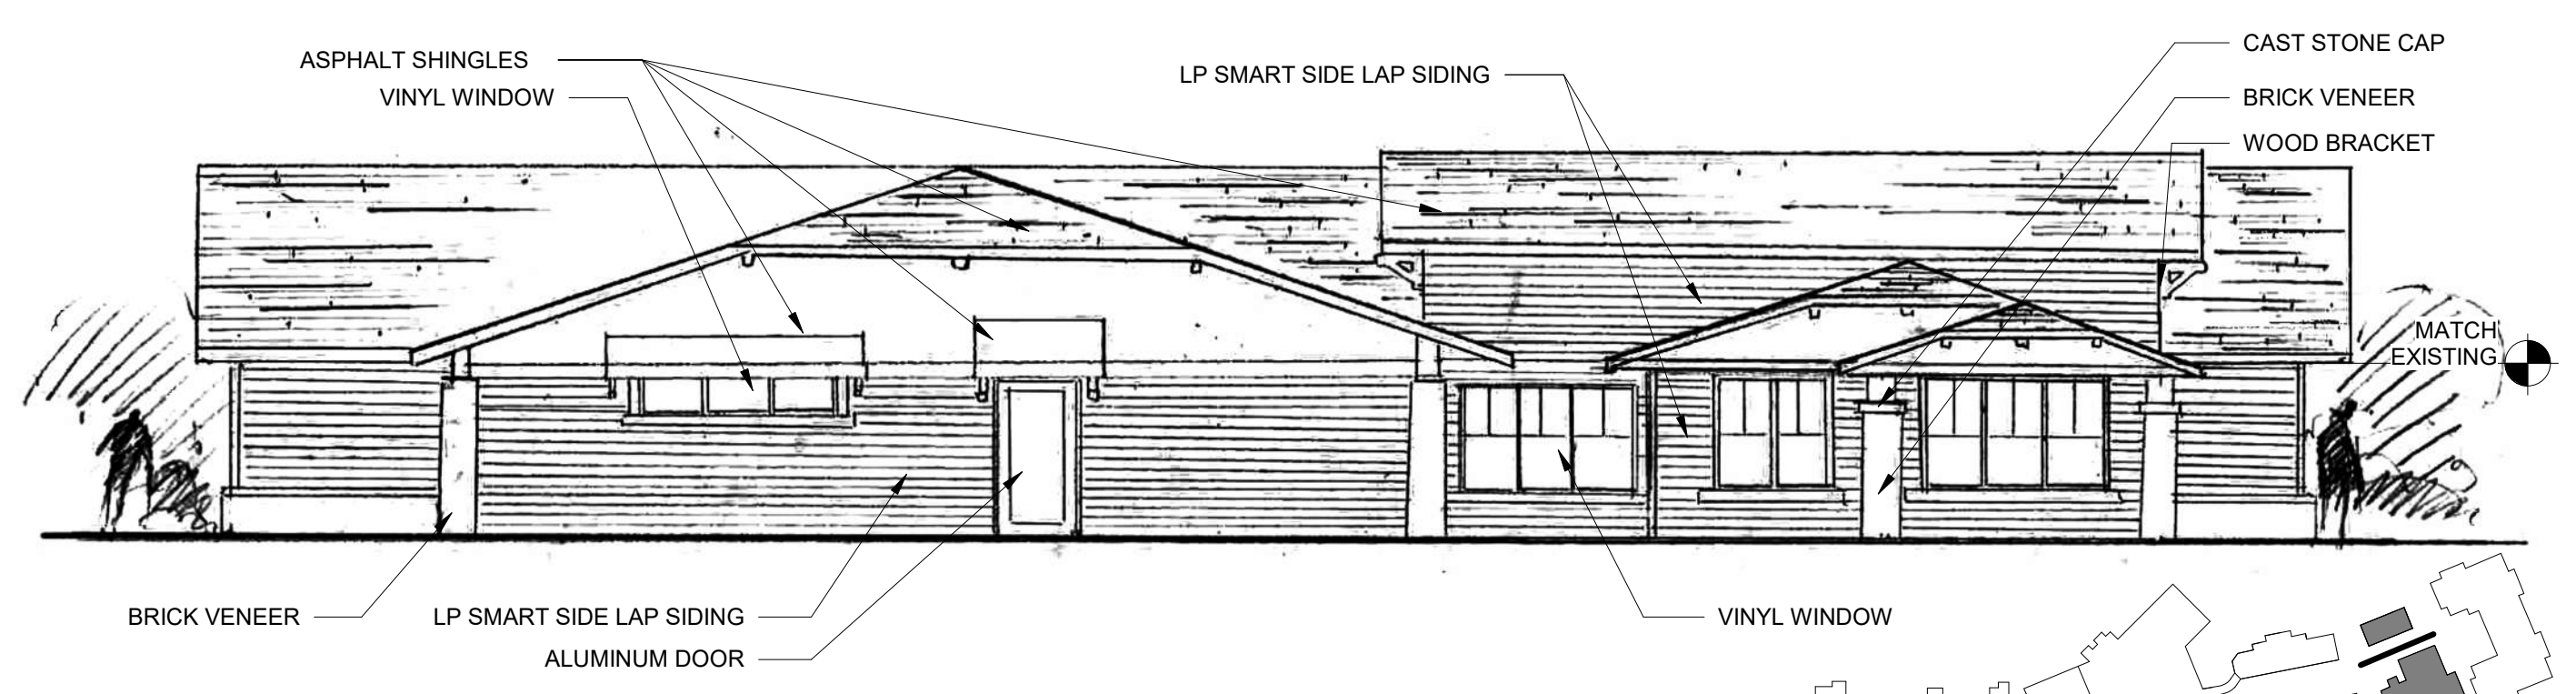 ASPHALT SHINGLES
VINYL WINDOW
LP SMART SIDE LAP SIDING
CAST STONE CAP
BRICK VENEER
WOOD BRACKET
MATCH
EXISTING
BRICK VENEER
LP SMART SIDE LAP SIDING
ALUMINUM DOOR
VINYL WINDOW